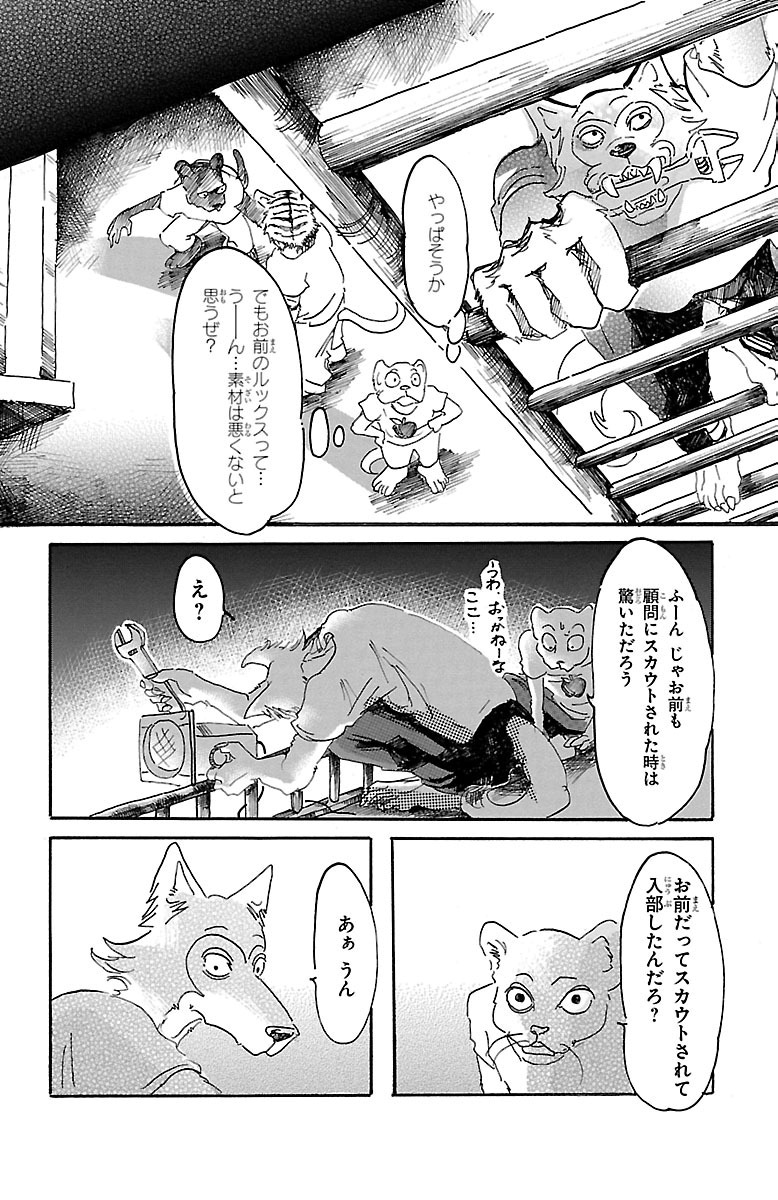 やっぱそうか
でもお前のルックスって…
うーーん…素材は悪くないと
思うぜ?
ふーん じゃお前も
顧問にスカウトされた時は
驚いただろう
うわ、おっかねーな
ここ…
え?
お前だってスカウトされて
入部したんだろ?
あぁ うん